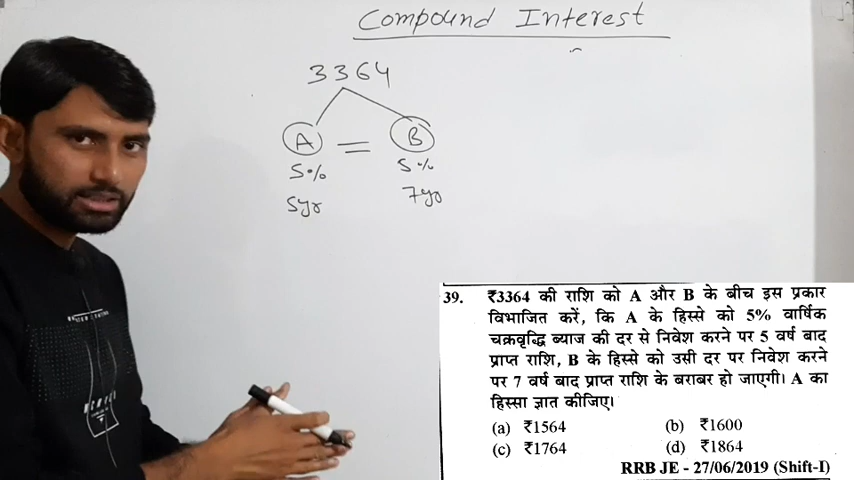 Compound Interest
3364
A = B
5% 5%
5yr 7yr
39. ₹3364 की राशि को A और B के बीच इस प्रकार
विभाजित करें, कि A के हिस्से को 5% वार्षिक
चक्रवृद्धि ब्याज की दर से निवेश करने पर 5 वर्ष बाद
प्राप्त राशि, B के हिस्से को उसी दर पर निवेश करने
पर 7 वर्ष बाद प्राप्त राशि के बराबर हो जाएगी। A का
हिस्सा ज्ञात कीजिए।
(a) ₹1564 (b) ₹1600
(c) ₹1764 (d) ₹1864
RRB JE - 27/06/2019 (Shift-I)